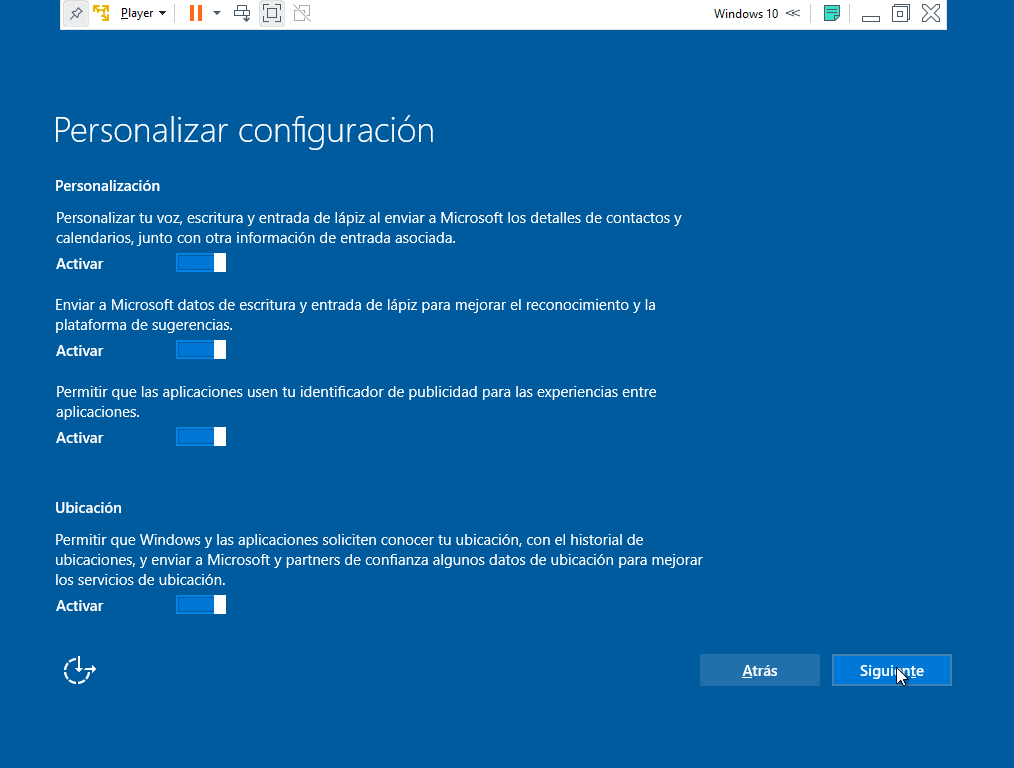 Player
Windows 10
Personalizar configuración
Personalización
Personalizar tu voz, escritura y entrada de lápiz al enviar a Microsoft los detalles de contactos y
calendarios, junto con otra información de entrada asociada.
Activar
Enviar a Microsoft datos de escritura y entrada de lápiz para mejorar el reconocimiento y la
plataforma de sugerencias.
Activar
Permitir que las aplicaciones usen tu identificador de publicidad para las experiencias entre
aplicaciones.
Activar
Ubicación
Permitir que Windows y las aplicaciones soliciten conocer tu ubicación, con el historial de
ubicaciones, y enviar a Microsoft y partners de confianza algunos datos de ubicación para mejorar
los servicios de ubicación.
Activar
Atrás
Siguiente